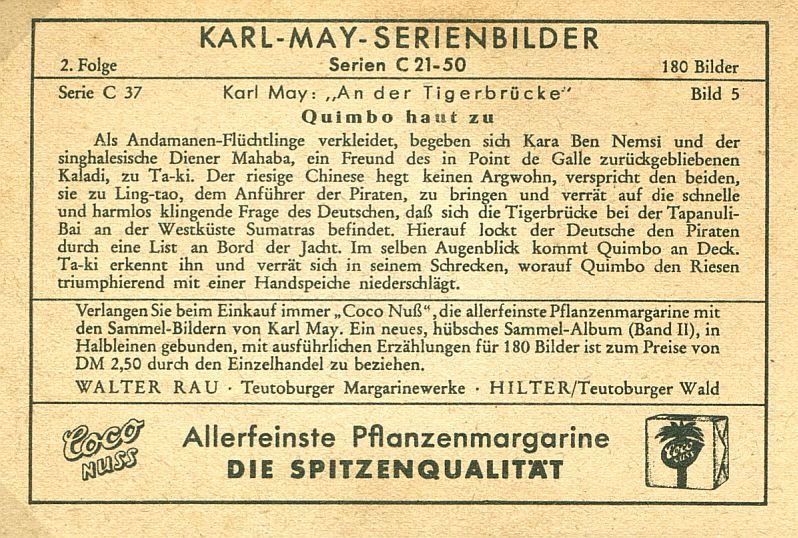 KARL-MAY-SERIENBILDER
2. Folge Serien C 21-50 180 Bilder
Serie C 37 Karl May: „An der Tigerbrücke" Bild 5
Quimbo haut zu
Als Andamanen-Flüchtlinge verkleidet, begeben sich Kara Ben Nemsi und der
singhalesische Diener Mahaba, ein Freund des in Point de Galle zurückgebliebenen
Kaladi, zu Ta-ki. Der riesige Chinese hegt keinen Argwohn, verspricht den beiden,
sie zu Ling-tao, dem Anführer der Piraten, zu bringen und verrät auf die schnelle
und harmlos klingende Frage des Deutschen, daß sich die Tigerbrücke bei der Tapanuli-
Bai an der Westküste Sumatras befindet. Hierauf lockt der Deutsche den Piraten
durch eine List an Bord der Jacht. Im selben Augenblick kommt Quimbo an Deck.
Ta-ki erkennt ihn und verrät sich in seinem Schrecken, worauf Quimbo den Riesen
triumphierend mit einer Handspeiche niederschlägt.
Verlangen Sie beim Einkauf immer „Coco Nuß", die allerfeinste Pflanzenmargarine mit
den Sammel-Bildern von Karl May. Ein neues, hübsches Sammel-Album (Band II), in
Halbleinen gebunden, mit ausführlichen Erzählungen für 180 Bilder ist zum Preise von
DM 2,50 durch den Einzelhandel zu beziehen.
WALTER RAU · Teutoburger Margarinewerke · HILTER/Teutoburger Wald
Coco NUSS
Allerfeinste Pflanzenmargarine
DIE SPITZENQUALITÄT
COCO NUSS